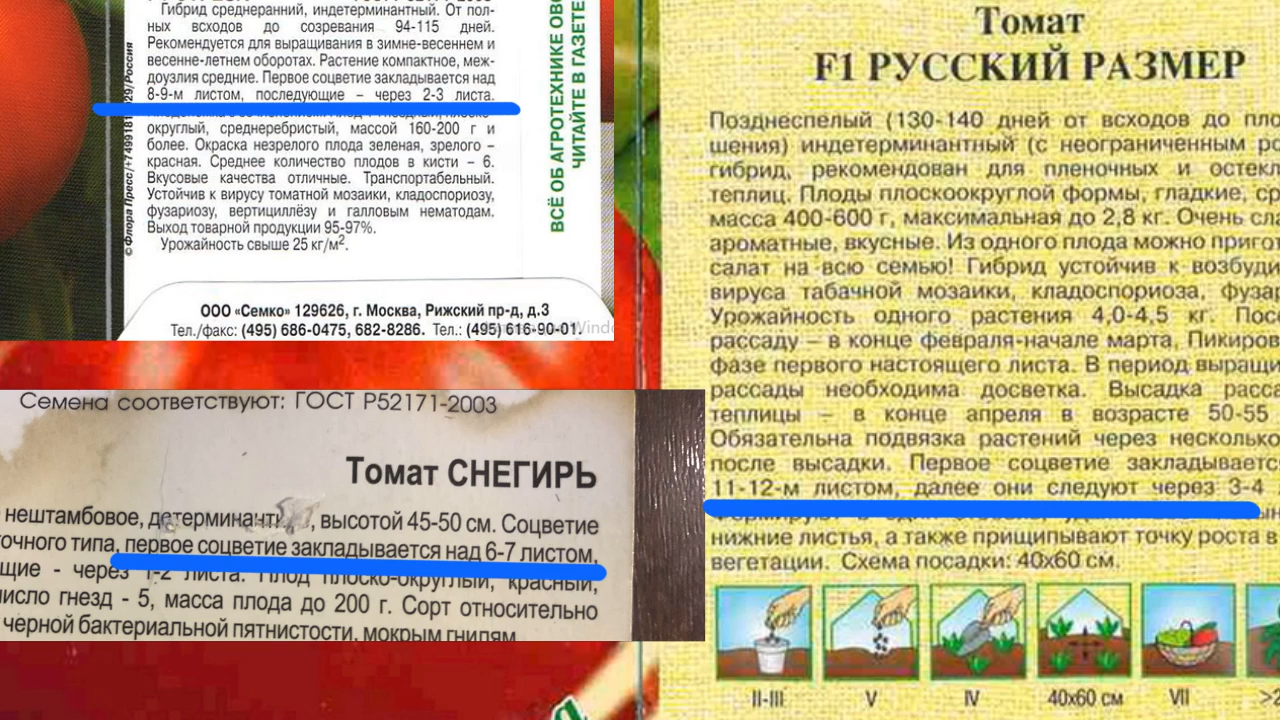 Гибрид среднеранний, индетерминантный. От пол-
ных всходов до созревания 94-115 дней.
Рекомендуется для выращивания в зимне-весеннем и
весенне-летнем оборотах. Растение компактное, меж-
доузлия средние. Первое соцветие закладывается над
8-9-м листом, последующие – через 2-3 листа.
округлый, среднеребристый, массой 160-200 г и
более. Окраска незрелого плода зеленая, зрелого –
красная. Среднее количество плодов в кисти – 6.
Вкусовые качества отличные. Транспортабельный.
Устойчив к вирусу томатной мозаики, кладоспориозу,
фузариозу, вертициллёзу и галловым нематодам.
Выход товарной продукции 95-97%.
Урожайность свыше 25 кг/м².
ООО «Семко» 129626, г. Москва, Рижский пр-д, д.3
Тел./факс: (495) 686-0475, 682-8286. Тел.: (495) 616-90-01.
©Флора Пресс/+7499181 29/Россия
ВСЁ ОБ АГРОТЕХНИКЕ ОВО
ЧИТАЙТЕ В ГАЗЕТЕ
Семена соответствуют: ГОСТ Р52171-2003
Томат СНЕГИРЬ
нештамбовое, детерминантн , высотой 45-50 см. Соцветие
точного типа, первое соцветие закладывается над 6-7 листом,
щие - через 1-2 листа. Плод плоско-округлый, красный,
исло гнезд - 5, масса плода до 200 г. Сорт относительно
черной бактериальной пятнистости, мокрым гнилям
Томат
F1 РУССКИЙ РАЗМЕР
Позднеспелый (130-140 дней от всходов до пло
шения) индетерминантный (с неограниченным ро
гибрид, рекомендован для пленочных и остекл
теплиц. Плоды плоскоокруглой формы, гладкие, ср
масса 400-600 г, максимальная до 2,8 кг. Очень сла
ароматные, вкусные. Из одного плода можно пригот
салат на всю семью! Гибрид устойчив к возбуди
вируса табачной мозаики, кладоспориоза, фузар
Урожайность одного растения 4,0-4,5 кг. Посе
рассаду – в конце февраля-начале марта. Пикиров
фазе первого настоящего листа. В период выращи
рассады необходима досветка. Высадка расса
теплицы – в конце апреля в возрасте 50-55
Обязательна подвязка растений через несколько
после высадки. Первое соцветие закладываетс
11-12-м листом, далее они следуют через 3-4
нижние листья, а также прищипывают точку роста в
вегетации. Схема посадки: 40х60 см.
II-III V IV 40х60 см VII >2